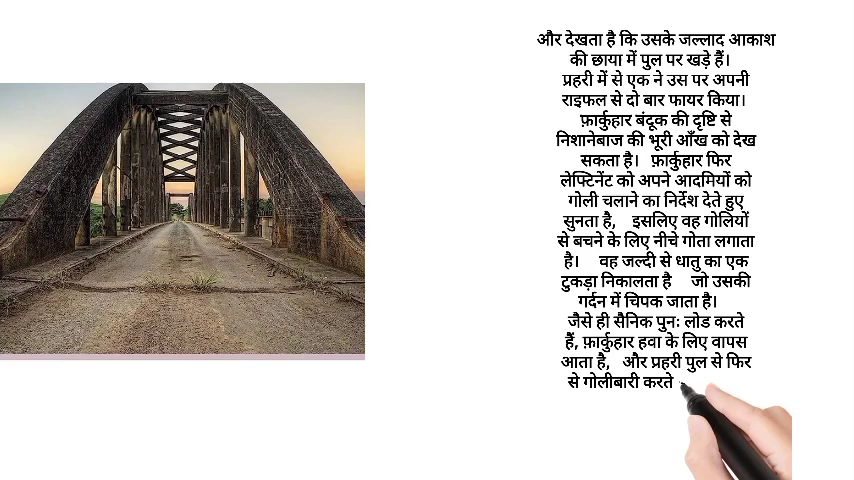 और देखता है कि उसके जल्लाद आकाश
की छाया में पुल पर खड़े हैं।
प्रहरी में से एक ने उस पर अपनी
राइफल से दो बार फायर किया।
फ़ार्कुहार बंदूक की दृष्टि से
निशानेबाज की भूरी आँख को देख
सकता है। फ़ार्कुहार फिर
लेफ्टिनेंट को अपने आदमियों को
गोली चलाने का निर्देश देते हुए
सुनता है, इसलिए वह गोलियों
से बचने के लिए नीचे गोता लगाता
है। वह जल्दी से धातु का एक
टुकड़ा निकालता है जो उसकी
गर्दन में चिपक जाता है।
जैसे ही सैनिक पुनः लोड करते
हैं, फ़ार्कुहार हवा के लिए वापस
आता है, और प्रहरी पुल से फिर
से गोलीबारी करते